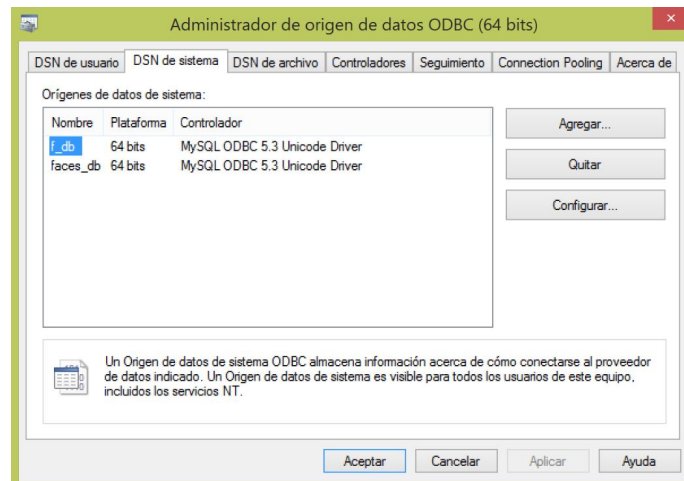 Administrador de origen de datos ODBC (64 bits)
DSN de usuario DSN de sistema DSN de archivo Controladores Seguimiento Connection Pooling Acerca de
Orígenes de datos de sistema:
Nombre Plataforma Controlador
f_db 64 bits MySQL ODBC 5.3 Unicode Driver
faces_db 64 bits MySQL ODBC 5.3 Unicode Driver
Agregar...
Quitar
Configurar...
Un Origen de datos de sistema ODBC almacena información acerca de cómo conectarse al proveedor
de datos indicado. Un Origen de datos de sistema es visible para todos los usuarios de este equipo,
incluidos los servicios NT.
Aceptar Cancelar Aplicar Ayuda